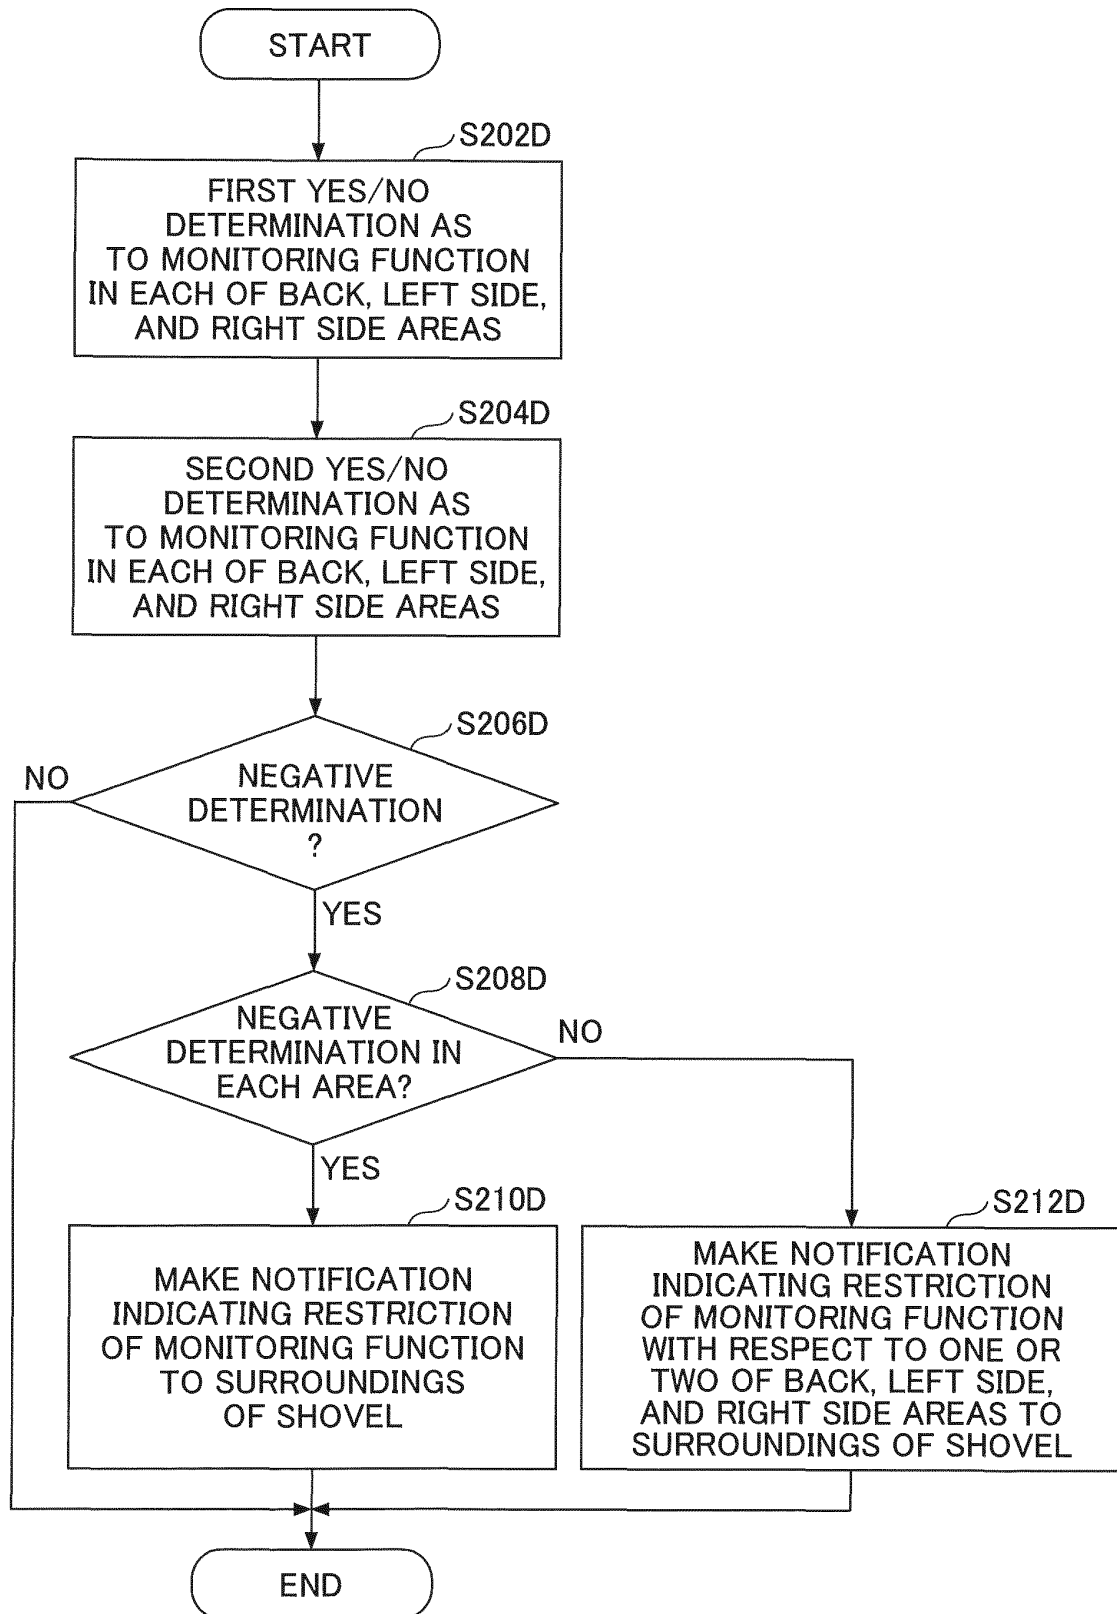 START
S202D
FIRST YES/NO
DETERMINATION AS
TO MONITORING FUNCTION
IN EACH OF BACK, LEFT SIDE,
AND RIGHT SIDE AREAS
S204D
SECOND YES/NO
DETERMINATION AS
TO MONITORING FUNCTION
IN EACH OF BACK, LEFT SIDE,
AND RIGHT SIDE AREAS
S206D
NO
NEGATIVE
DETERMINATION
?
YES
S208D
NEGATIVE
DETERMINATION IN
EACH AREA?
NO
YES
S210D
MAKE NOTIFICATION
INDICATING RESTRICTION
OF MONITORING FUNCTION
TO SURROUNDINGS
OF SHOVEL
S212D
MAKE NOTIFICATION
INDICATING RESTRICTION
OF MONITORING FUNCTION
WITH RESPECT TO ONE OR
TWO OF BACK, LEFT SIDE,
AND RIGHT SIDE AREAS TO
SURROUNDINGS OF SHOVEL
END